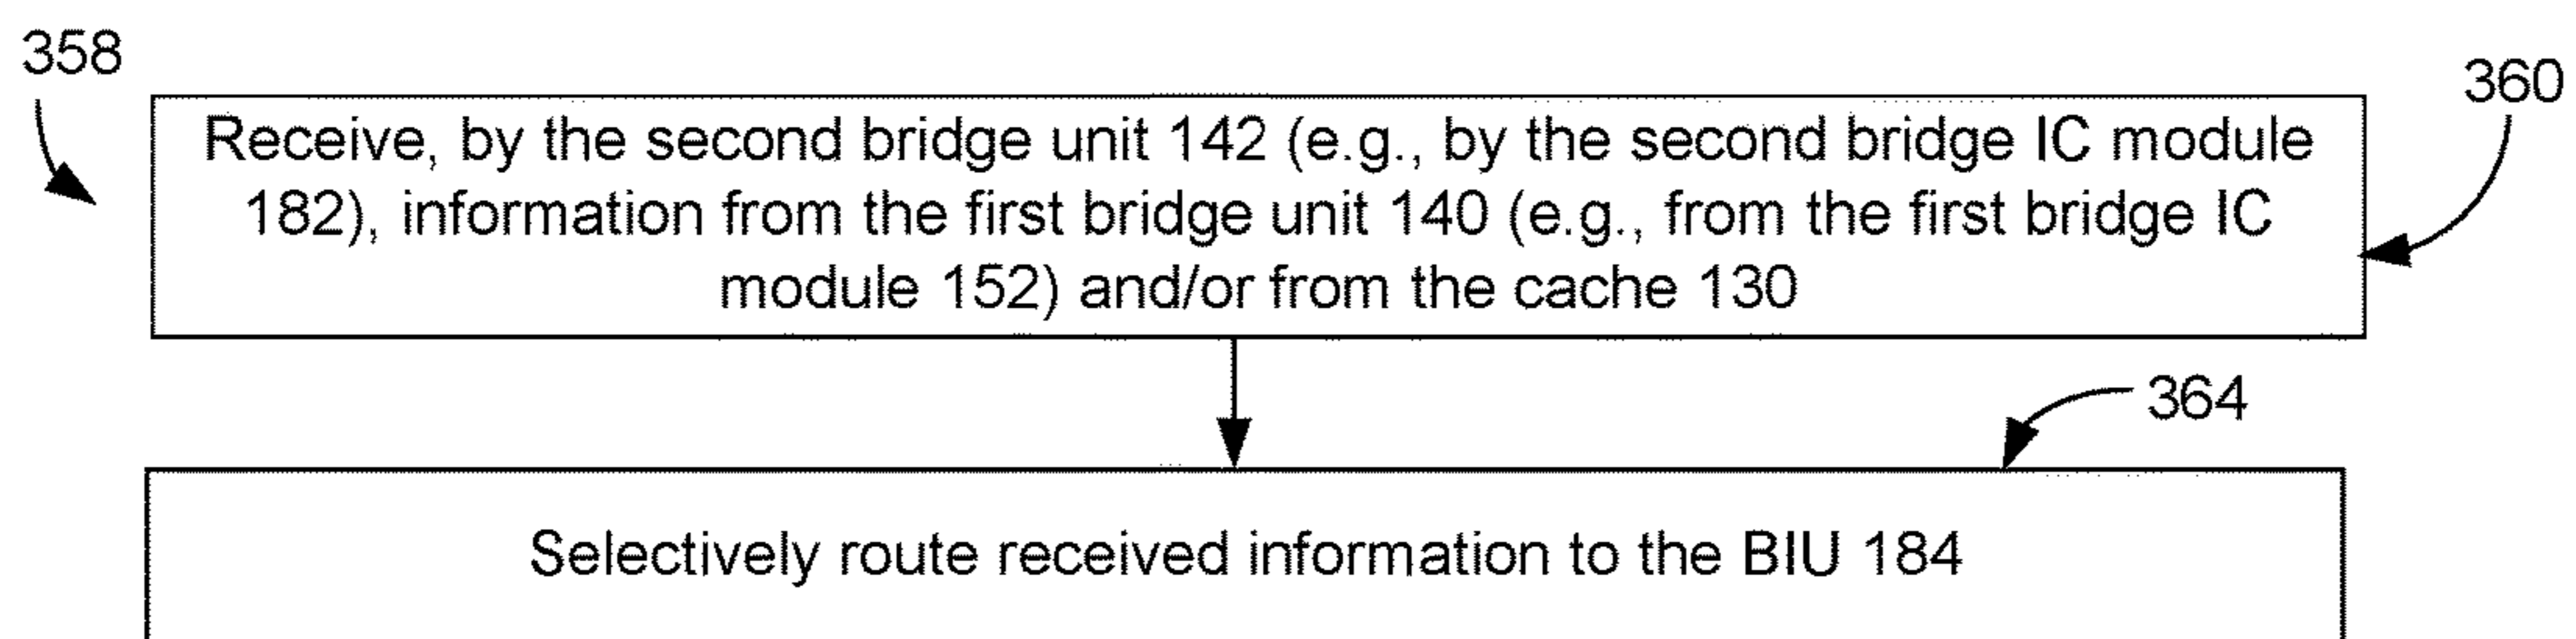 358
360
Receive, by the second bridge unit 142 (e.g., by the second bridge IC module
182), information from the first bridge unit 140 (e.g., from the first bridge IC
module 152) and/or from the cache 130
364
Selectively route received information to the BIU 184